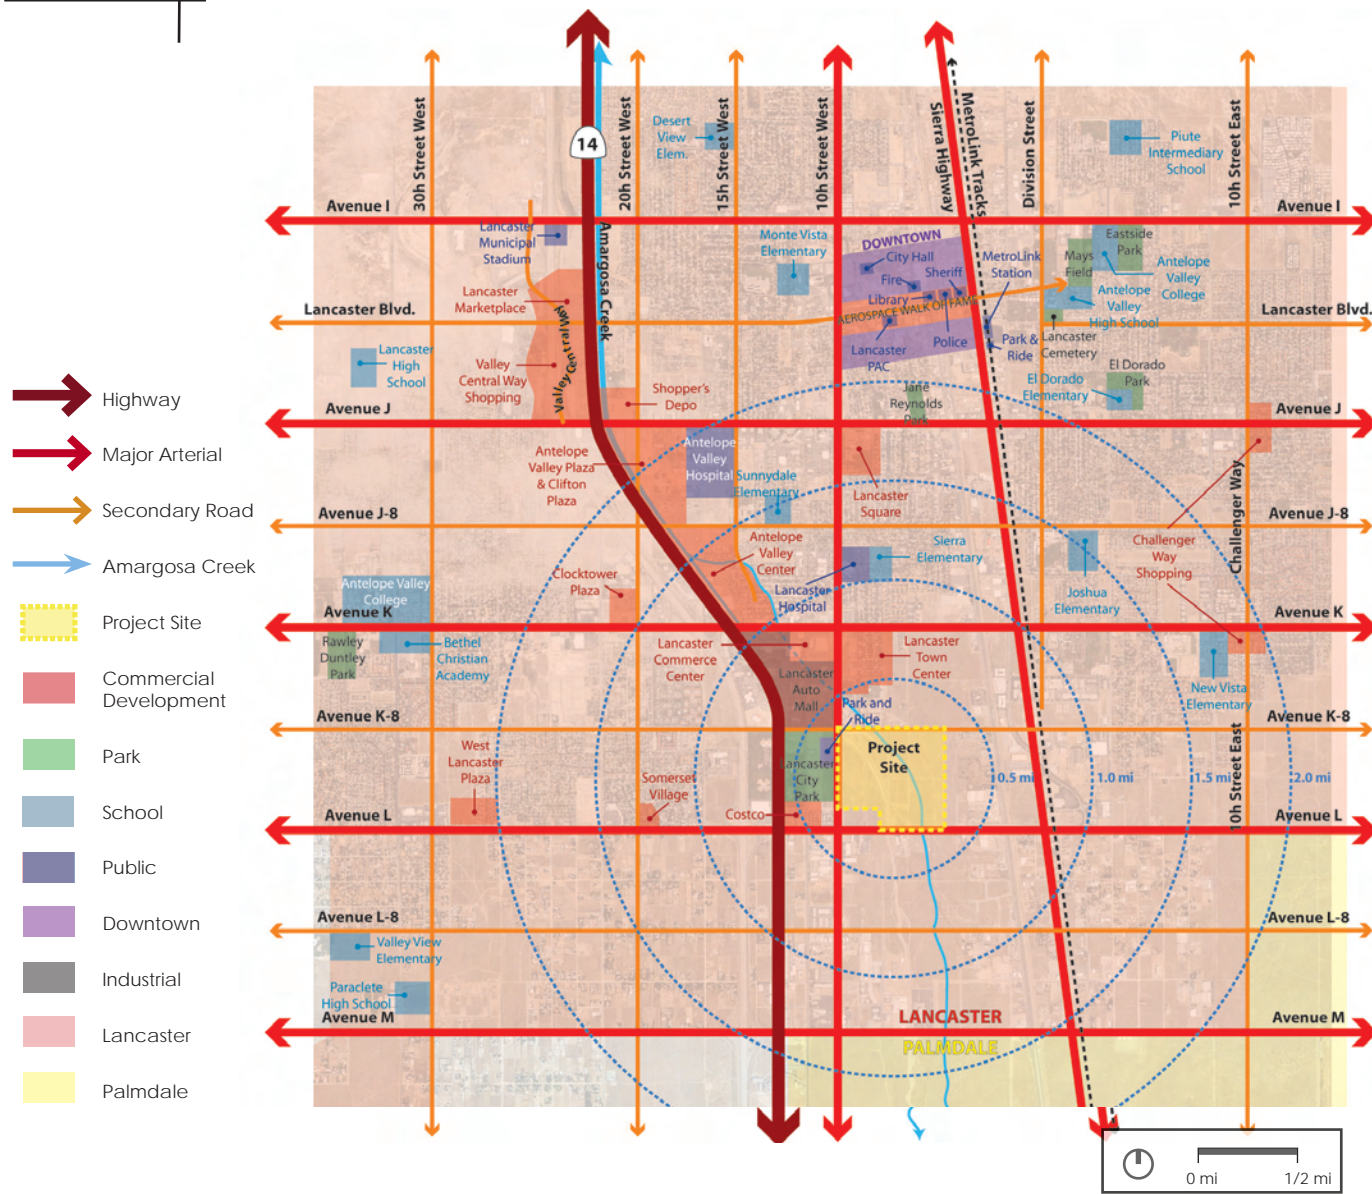 30h Street West
14
20h Street West
15h Street West
10h Street West
Sierra Highway
MetroLink Tracks
Division Street
10h Street East
Desert
View
Elem.
Piute
Intermediary
School
Avenue I
Avenue I
Lancaster
Municipal
Stadium
Amargosa Creek
Monte Vista
Elementary
DOWNTOWN
City Hall
Sheriff
Fire
Library
AEROSPACE WALK OF FAME
Police
Lancaster
PAC
MetroLink
Station
Park &
Ride
Mays
Field
Eastside
Park
Antelope
Valley
College
Antelope
Valley
High School
Lancaster
Cemetery
Lancaster
Marketplace
Lancaster Blvd.
Lancaster Blvd.
Valley Central Way
Lancaster
High
School
Valley
Central Way
Shopping
Shopper's
Depo
Jane
Reynolds
Park
El Dorado
Elementary
El Dorado
Park
Avenue J
Avenue J
Antelope
Valley Plaza
& Clifton
Plaza
Antelope
Valley
Hospital
Sunnydale
Elementary
Lancaster
Square
Challenger Way
Avenue J-8
Avenue J-8
Antelope
Valley
Center
Sierra
Elementary
Challenger
Way
Shopping
Clocktower
Plaza
Lancaster
Hospital
Joshua
Elementary
Antelope Valley
College
Avenue K
Avenue K
Rawley
Duntley
Park
Bethel
Christian
Academy
Lancaster
Commerce
Center
Lancaster
Town
Center
Lancaster
Auto
Mall
New Vista
Elementary
Park and
Ride
Avenue K-8
Avenue K-8
West
Lancaster
Plaza
Project
Site
Lancaster
City
Park
Somerset
Village
Costco
0.5 mi
1.0 mi
1.5 mi
2.0 mi
10h Street East
Avenue L
Avenue L
Avenue L-8
Avenue L-8
Valley View
Elementary
Paraclete
High School
Avenue M
Avenue M
LANCASTER
PALMDALE
Highway
Major Arterial
Secondary Road
Amargosa Creek
Project Site
Commercial
Development
Park
School
Public
Downtown
Industrial
Lancaster
Palmdale
0 mi
1/2 mi